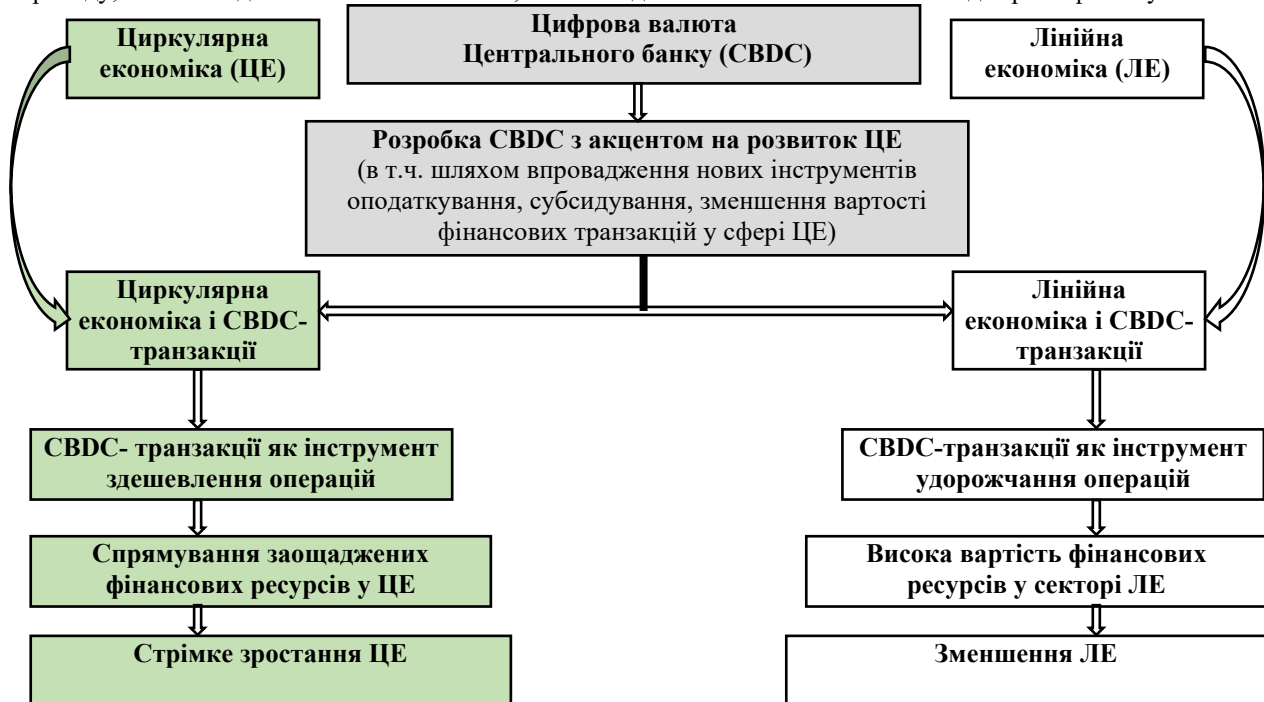 Циркулярна
економіка (ЦЕ)
Цифрова валюта
Центрального банку (CBDC)
Лінійна
економіка (ЛЕ)
Розробка CBDC з акцентом на розвиток ЦЕ
(в т.ч. шляхом впровадження нових інструментів
оподаткування, субсидування, зменшення вартості
фінансових транзакцій у сфері ЦЕ)
Циркулярна
економіка і CBDC-
транзакції
Лінійна
економіка і CBDC-
транзакції
CBDC- транзакції як інструмент
здешевлення операцій
CBDC-транзакції як інструмент
удорожчання операцій
Спрямування заощаджених
фінансових ресурсів у ЦЕ
Висока вартість фінансових
ресурсів у секторі ЛЕ
Стрімке зростання ЦЕ
Зменшення ЛЕ